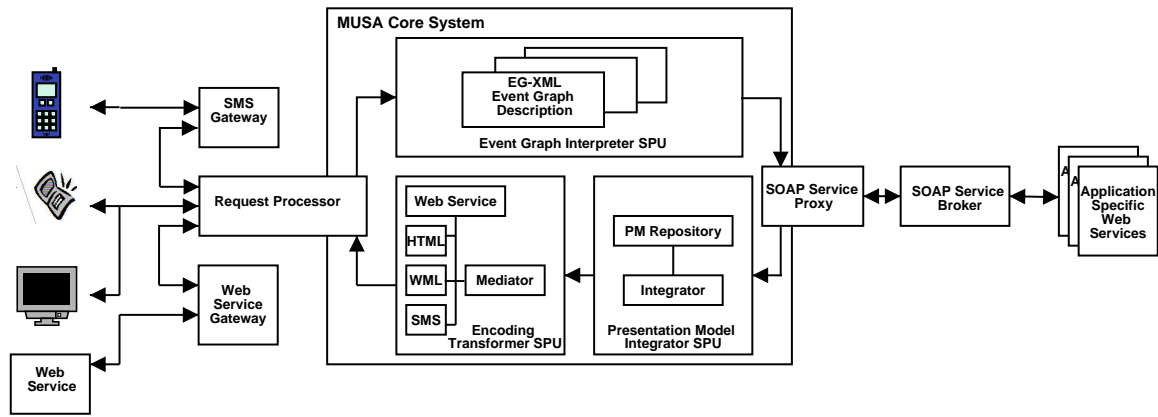 MUSA Core System
EG-XML
Event Graph
Description
Event Graph Interpreter SPU
SMS
Gateway
Request Processor
Web
Service
Gateway
Web
Service
Web Service
HTML
WML
SMS
Mediator
Encoding
Transformer SPU
PM Repository
Integrator
Presentation Model
Integrator SPU
SOAP Service
Proxy
SOAP Service
Broker
A
A
Application
Specific
Web
Services